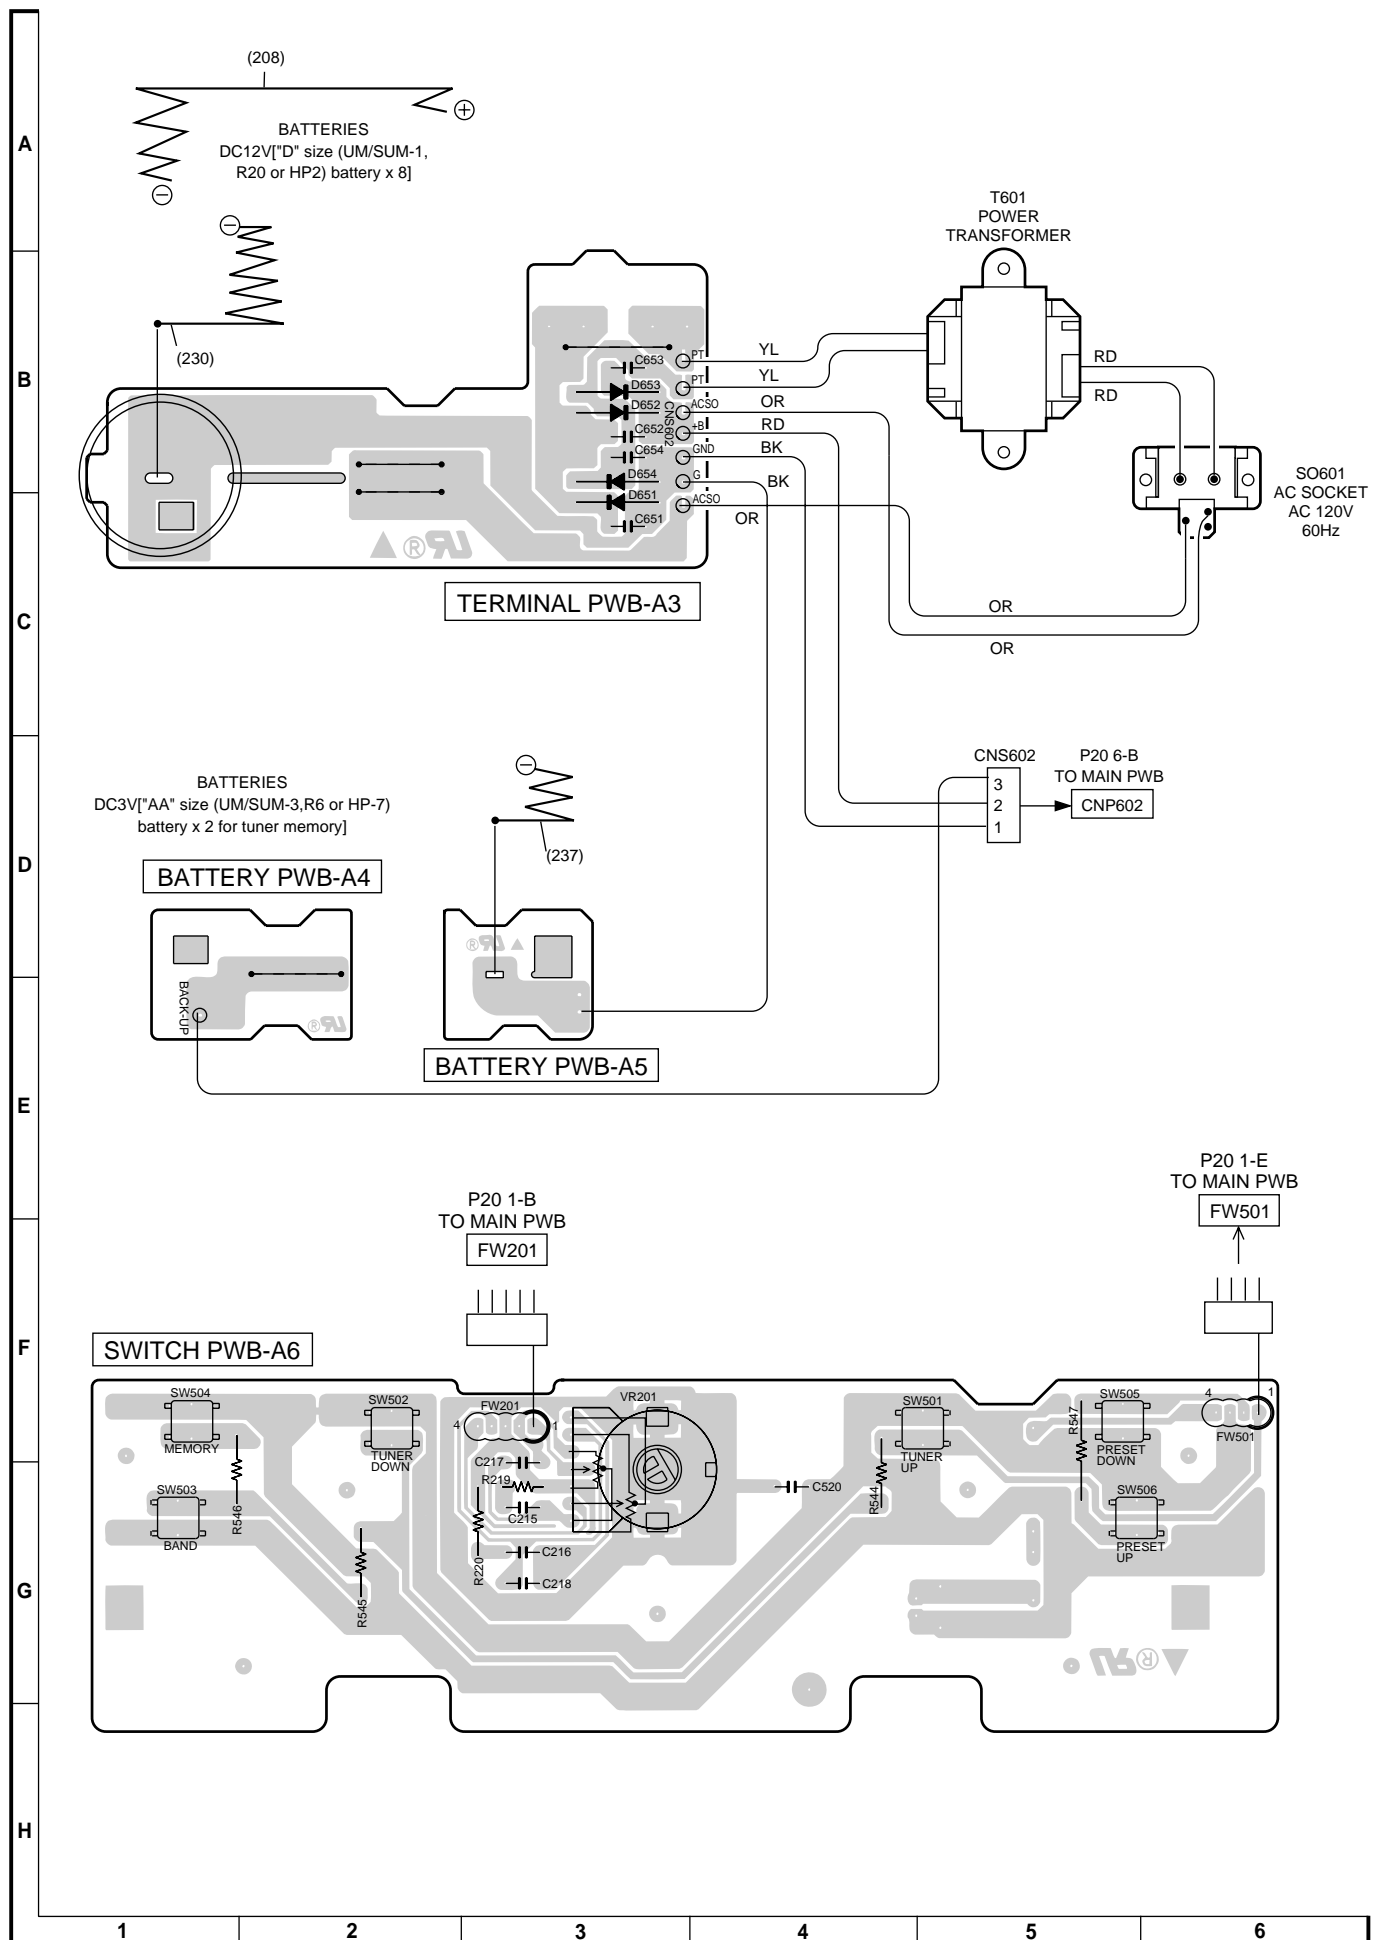 (208)
A
BATTERIES
DC12V["D" size (UM/SUM-1,
R20 or HP2) battery x 8]
T601
POWER
TRANSFORMER
(230)
B
C653
PT
YL
D653
PT
YL
D652
ACSO
OR
CNS602
C652
+B
RD
C654
GND
BK
D654
G
BK
D651
ACSO
OR
C651
RD
RD
SO601
AC SOCKET
AC 120V
60Hz
TERMINAL PWB-A3
C
OR
OR
BATTERIES
DC3V["AA" size (UM/SUM-3,R6 or HP-7)
battery x 2 for tuner memory]
(237)
CNS602
3
2
1
P20 6-B
TO MAIN PWB
CNP602
D
BATTERY PWB-A4
BACK-UP
BATTERY PWB-A5
E
P20 1-B
TO MAIN PWB
FW201
P20 1-E
TO MAIN PWB
FW501
F
SWITCH PWB-A6
SW504
MEMORY
SW502
TUNER
DOWN
FW201
4
1
VR201
SW501
TUNER
UP
R547
SW505
PRESET
DOWN
4
1
FW501
C217
R219
C215
C520
R544
SW506
PRESET
UP
SW503
BAND
R546
R545
R220
C216
C218
G
H
1
2
3
4
5
6